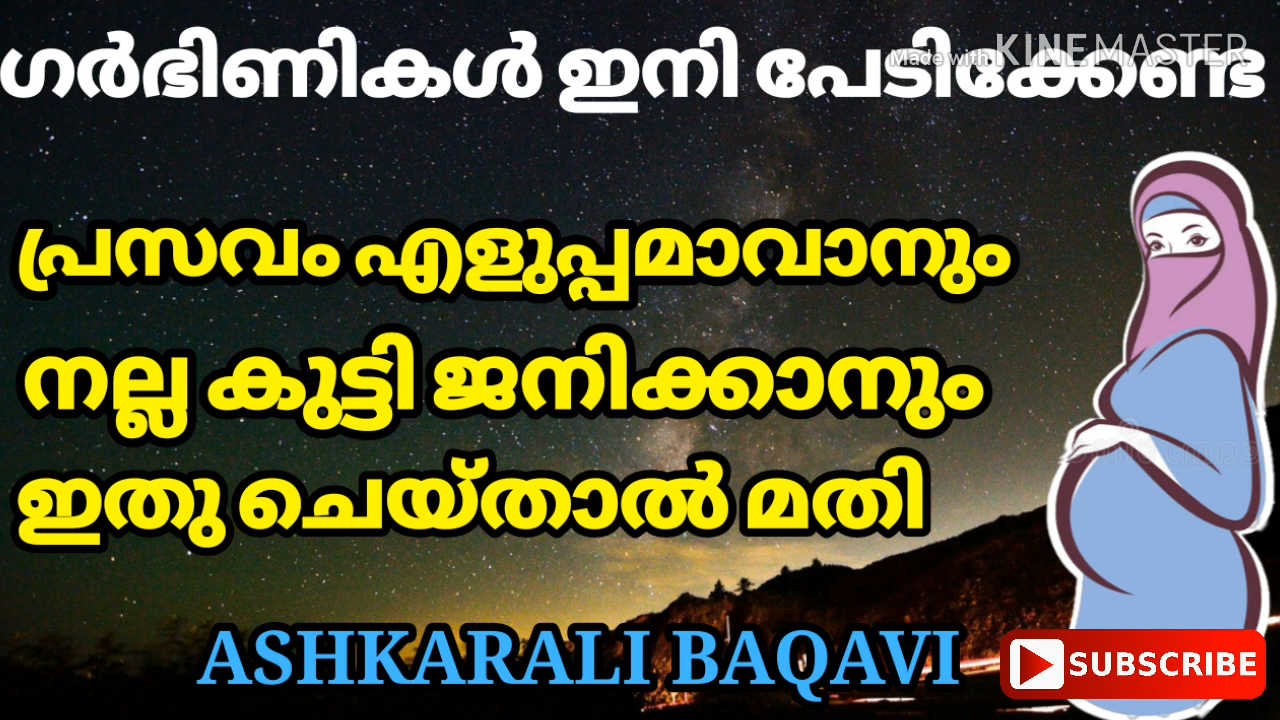 ഗർഭിണികൾ ഇനി പേടിക്കേണ്ട
Made with KINEMASTER
പ്രസവം എളുപ്പമാവാനും
നല്ല കുട്ടി ജനിക്കാനും
ഇതു ചെയ്താൽ മതി
ASHKARALI BAQAVI
SUBSCRIBE